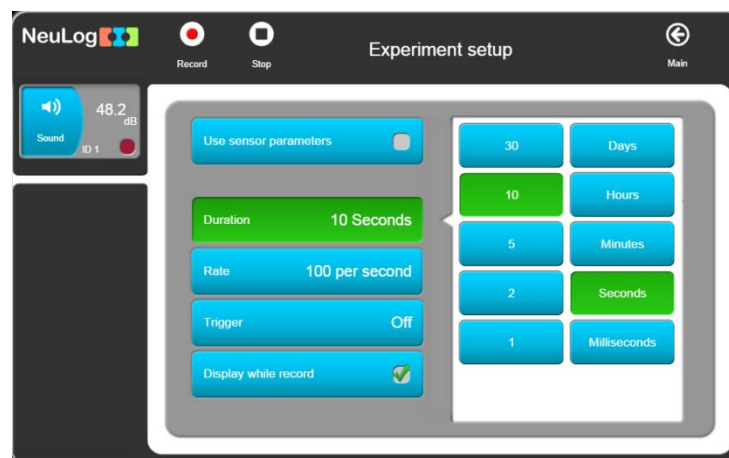 NeuLog
Record
Stop
Experiment setup
Main
48.2
dB
Sound
ID 1
Use sensor parameters
Duration 10 Seconds
Rate 100 per second
Trigger Off
Display while record
30 Days
10 Hours
5 Minutes
2 Seconds
1 Milliseconds